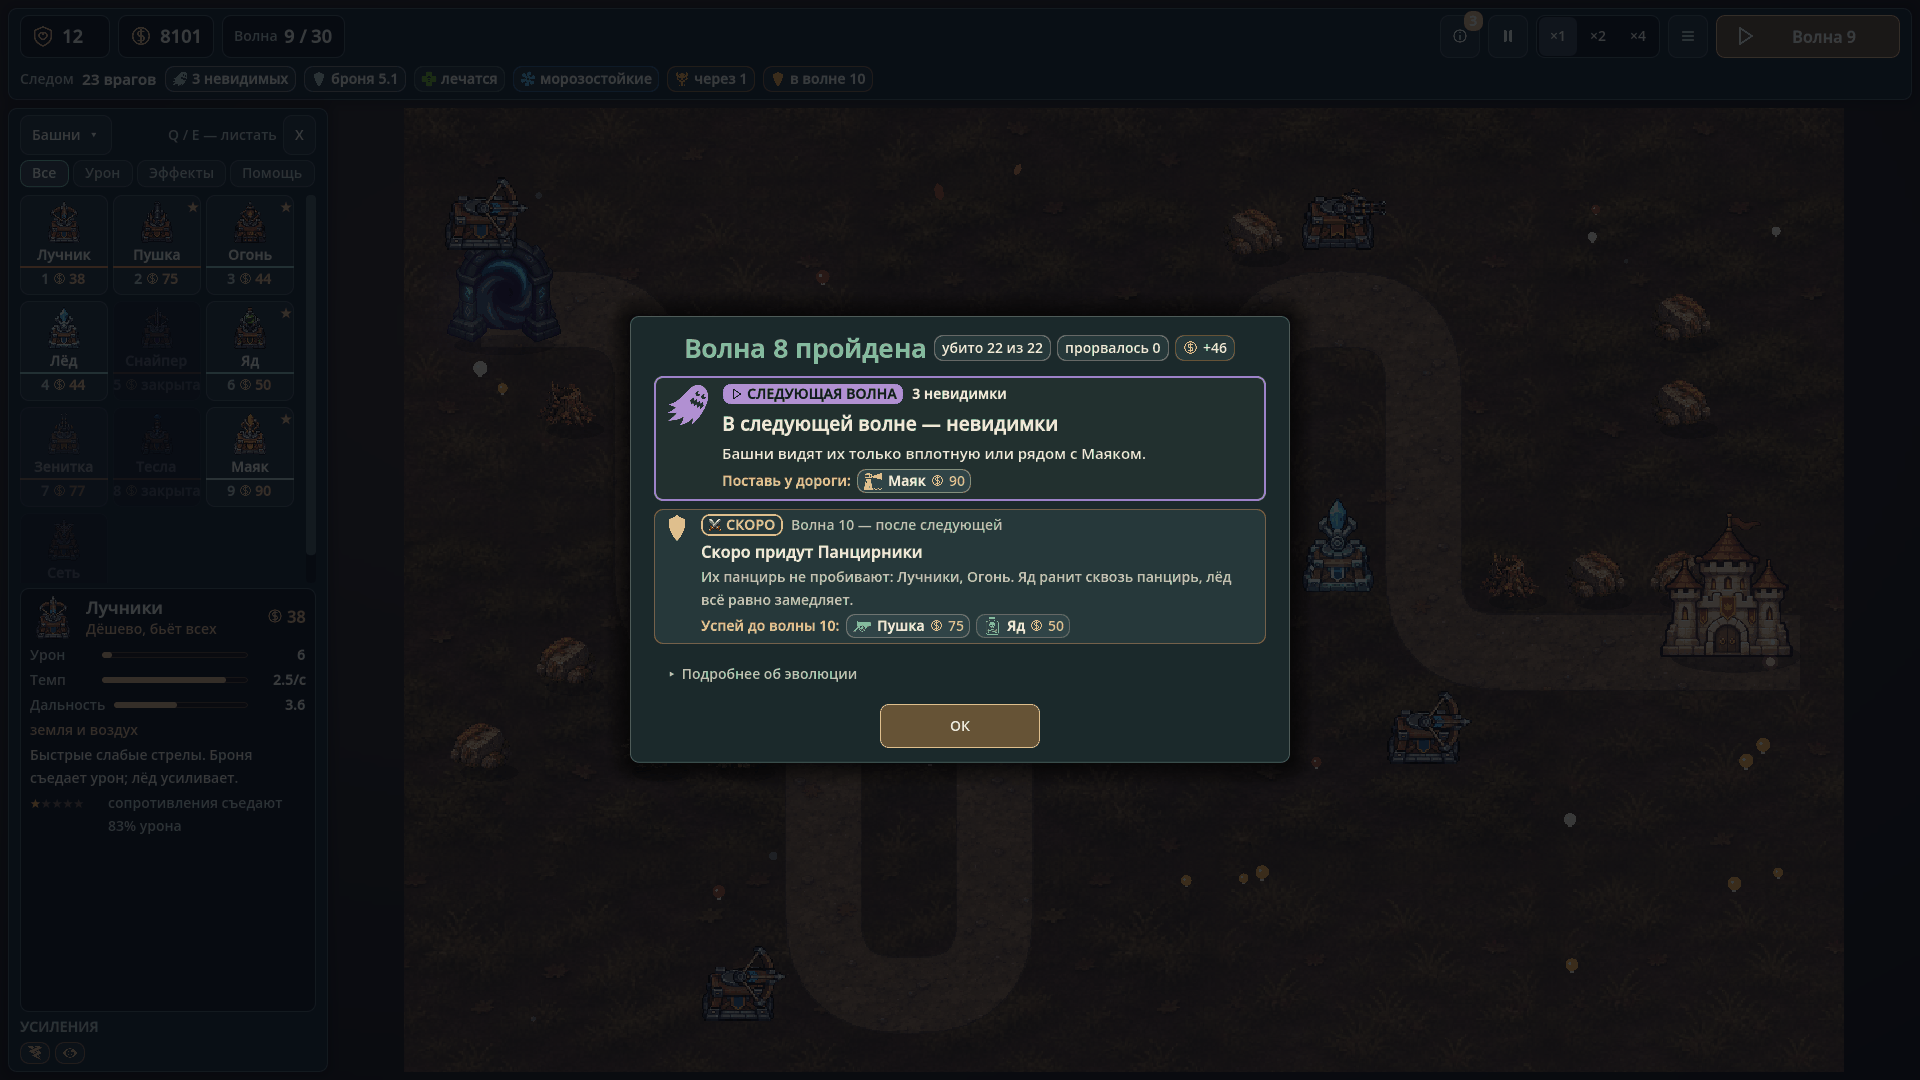 12
8101
Волна 9 / 30
3
×1
×2
×4
Волна 9
Следом 23 врагов
3 невидимых
броня 5.1
лечатся
морозостойкие
через 1
в волне 10
Башни
Q / E — листать
X
Все
Урон
Эффекты
Помощь
Лучник
1 38
Пушка
2 75
Огонь
3 44
Лёд
4 44
Снайпер
5 закрыта
Яд
6 50
Зенитка
7 77
Тесла
8 закрыта
Маяк
9 90
Сеть
Лучники
38
Дёшево, бьёт всех
Урон 6
Темп 2.5/с
Дальность 3.6
земля и воздух
Быстрые слабые стрелы. Броня
съедает урон; лёд усиливает.
сопротивления съедают
83% урона
УСИЛЕНИЯ
Волна 8 пройдена
убито 22 из 22
прорвалось 0
+46
СЛЕДУЮЩАЯ ВОЛНА 3 невидимки
В следующей волне — невидимки
Башни видят их только вплотную или рядом с Маяком.
Поставь у дороги: Маяк 90
СКОРО Волна 10 — после следующей
Скоро придут Панцирники
Их панцирь не пробивают: Лучники, Огонь. Яд ранит сквозь панцирь, лёд
всё равно замедляет.
Успей до волны 10: Пушка 75 Яд 50
Подробнее об эволюции
ОК